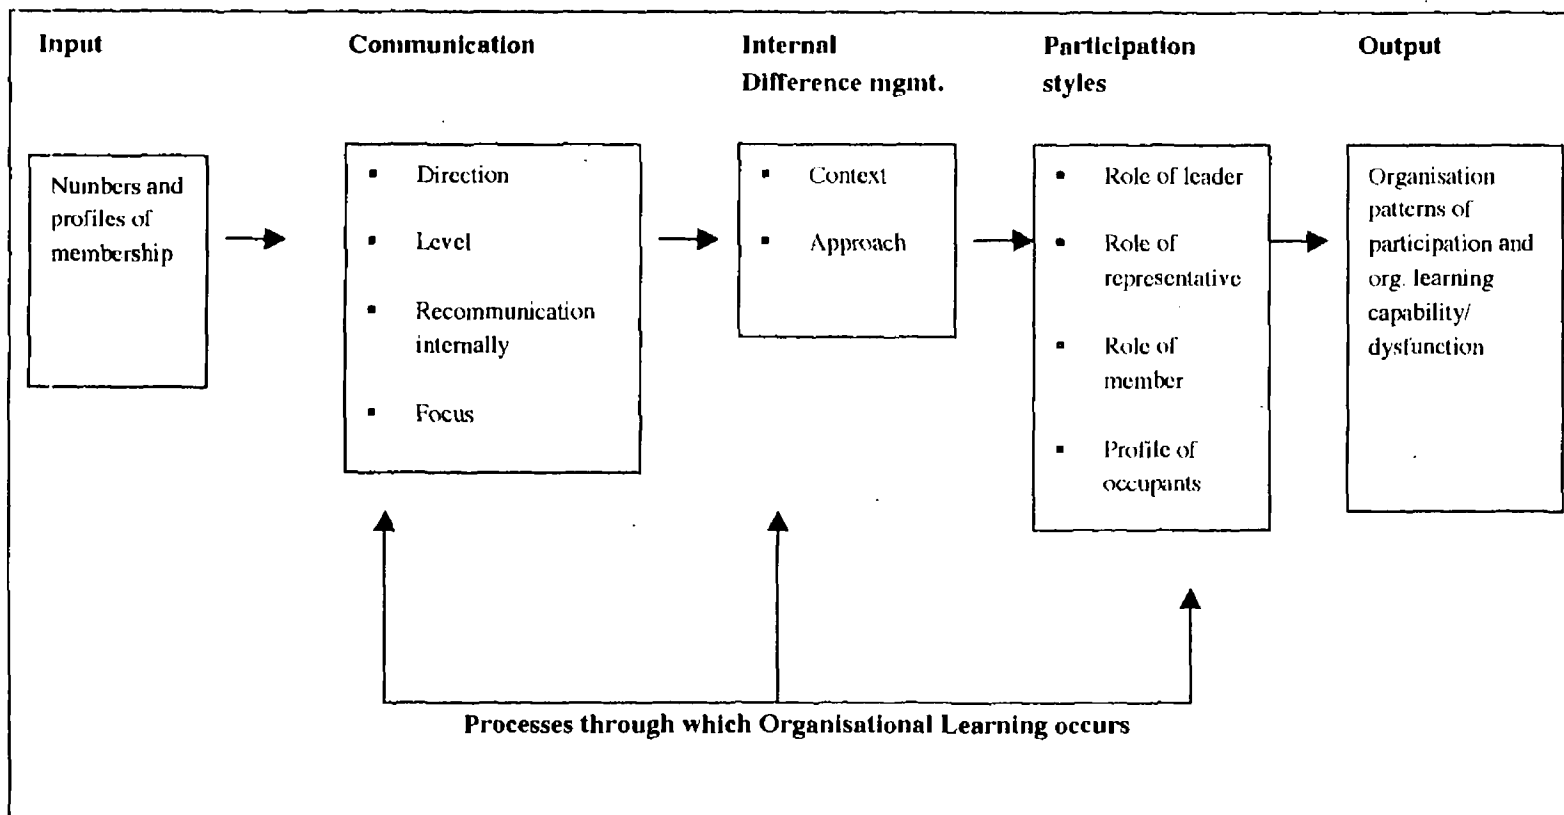 Input
Communication
Internal
Difference mgmt.
Participation
styles
Output
Numbers and
profiles of
membership
▪ Direction
▪ Level
▪ Recommunication
internally
▪ Focus
▪ Context
▪ Approach
• Role of leader
• Role of
representative
▪ Role of
member
▪ Profile of
occupants
Organisation
patterns of
participation and
org. learning
capability/
dysfunction
Processes through which Organisational Learning occurs